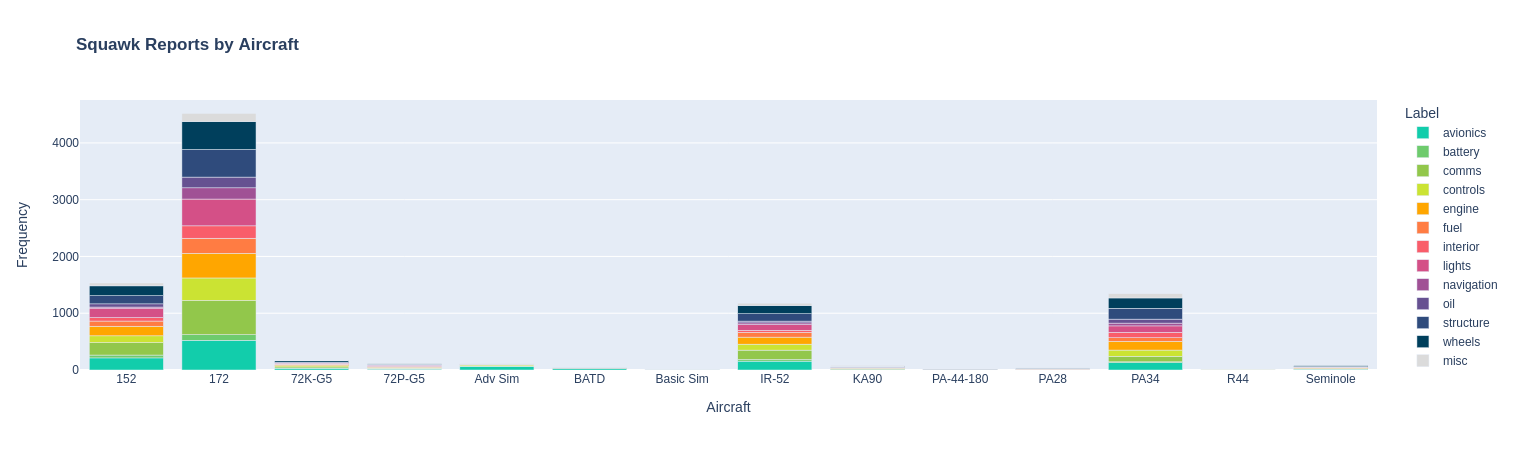 Squawk Reports by Aircraft
Frequency
4000
3000
2000
1000
0
152 172 72K-G5 72P-G5 Adv Sim BATD Basic Sim IR-52 KA90 PA-44-180 PA28 PA34 R44 Seminole
Aircraft
Label
avionics
battery
comms
controls
engine
fuel
interior
lights
navigation
oil
structure
wheels
misc